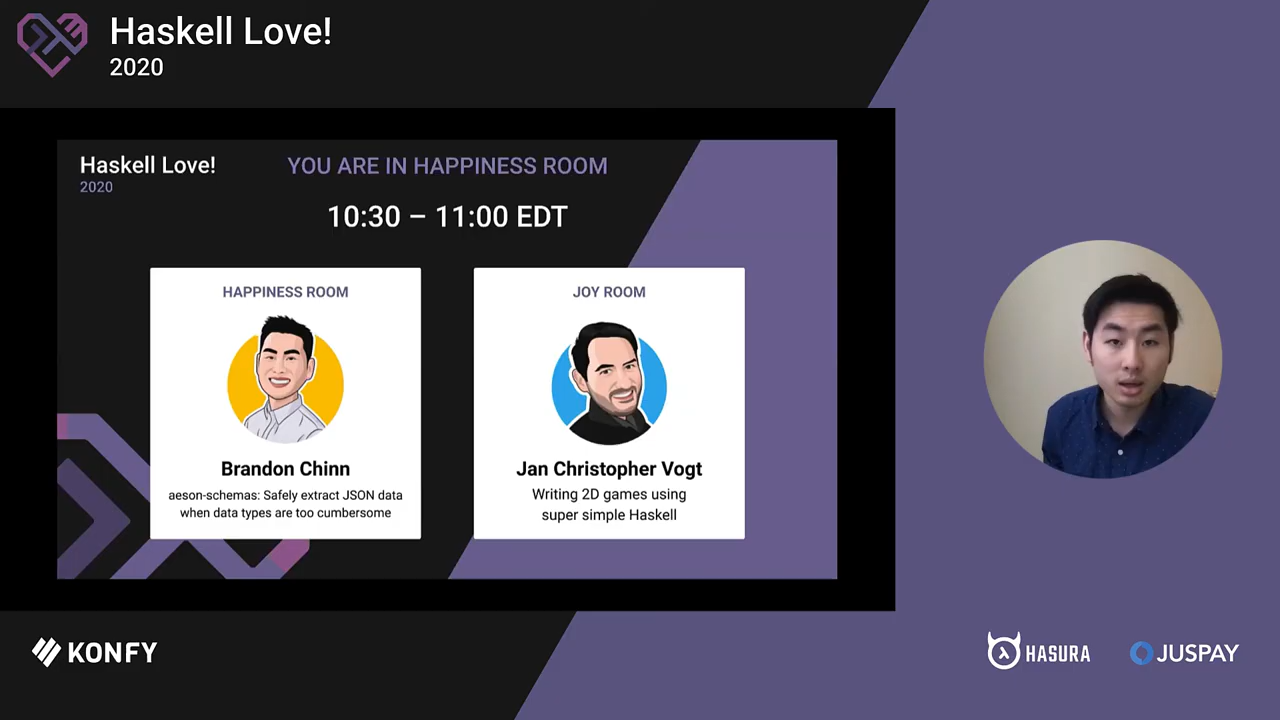 Haskell Love!
2020
Haskell Love!
2020
YOU ARE IN HAPPINESS ROOM
10:30 – 11:00 EDT
HAPPINESS ROOM
Brandon Chinn
aeson-schemas: Safely extract JSON data
when data types are too cumbersome
JOY ROOM
Jan Christopher Vogt
Writing 2D games using
super simple Haskell
KONFY
HASURA
JUSPAY